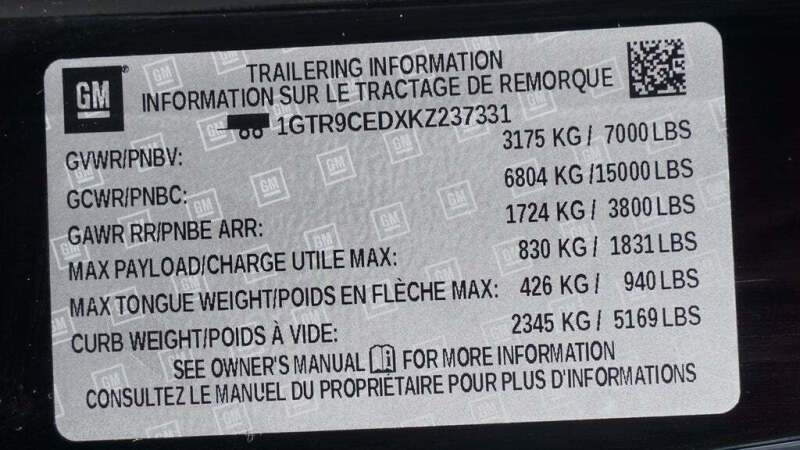 GM
TRAILERING INFORMATION
INFORMATION SUR LE TRACTAGE DE REMORQUE
1GTR9CEDXKZ237331
GVWR/PNBV: 3175 KG / 7000 LBS
GCWR/PNBC: 6804 KG /15000 LBS
GAWR RR/PNBE ARR: 1724 KG / 3800 LBS
MAX PAYLOAD/CHARGE UTILE MAX: 830 KG / 1831 LBS
MAX TONGUE WEIGHT/POIDS EN FLÈCHE MAX: 426 KG / 940 LBS
CURB WEIGHT/POIDS À VIDE: 2345 KG / 5169 LBS
SEE OWNER'S MANUAL FOR MORE INFORMATION
CONSULTEZ LE MANUEL DU PROPRIÉTAIRE POUR PLUS D'INFORMATIONS